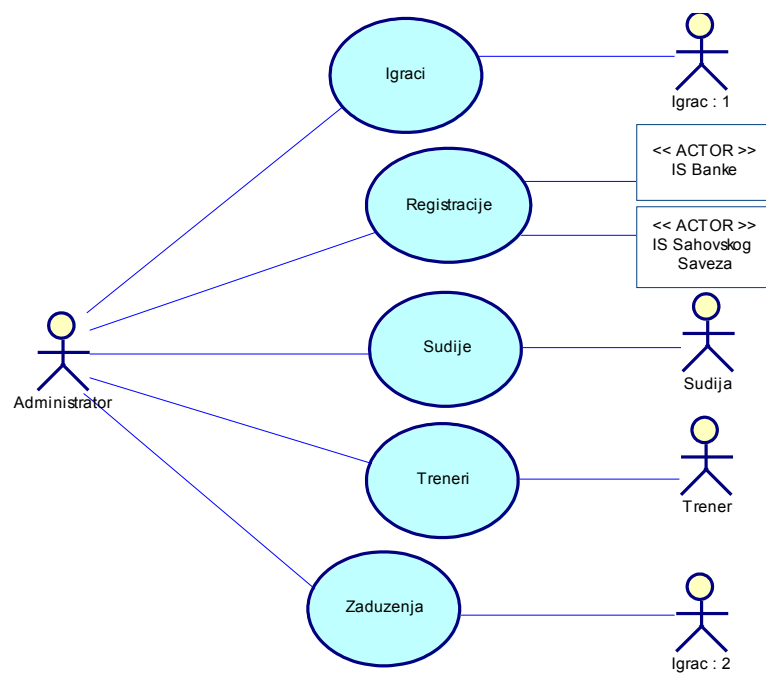 Igraci
Igrac : 1
<< ACTOR >>
IS Banke
Registracije
<< ACTOR >>
IS Sahovskog
Saveza
Sudije
Sudija
Administrator
Treneri
Trener
Zaduzenja
Igrac : 2